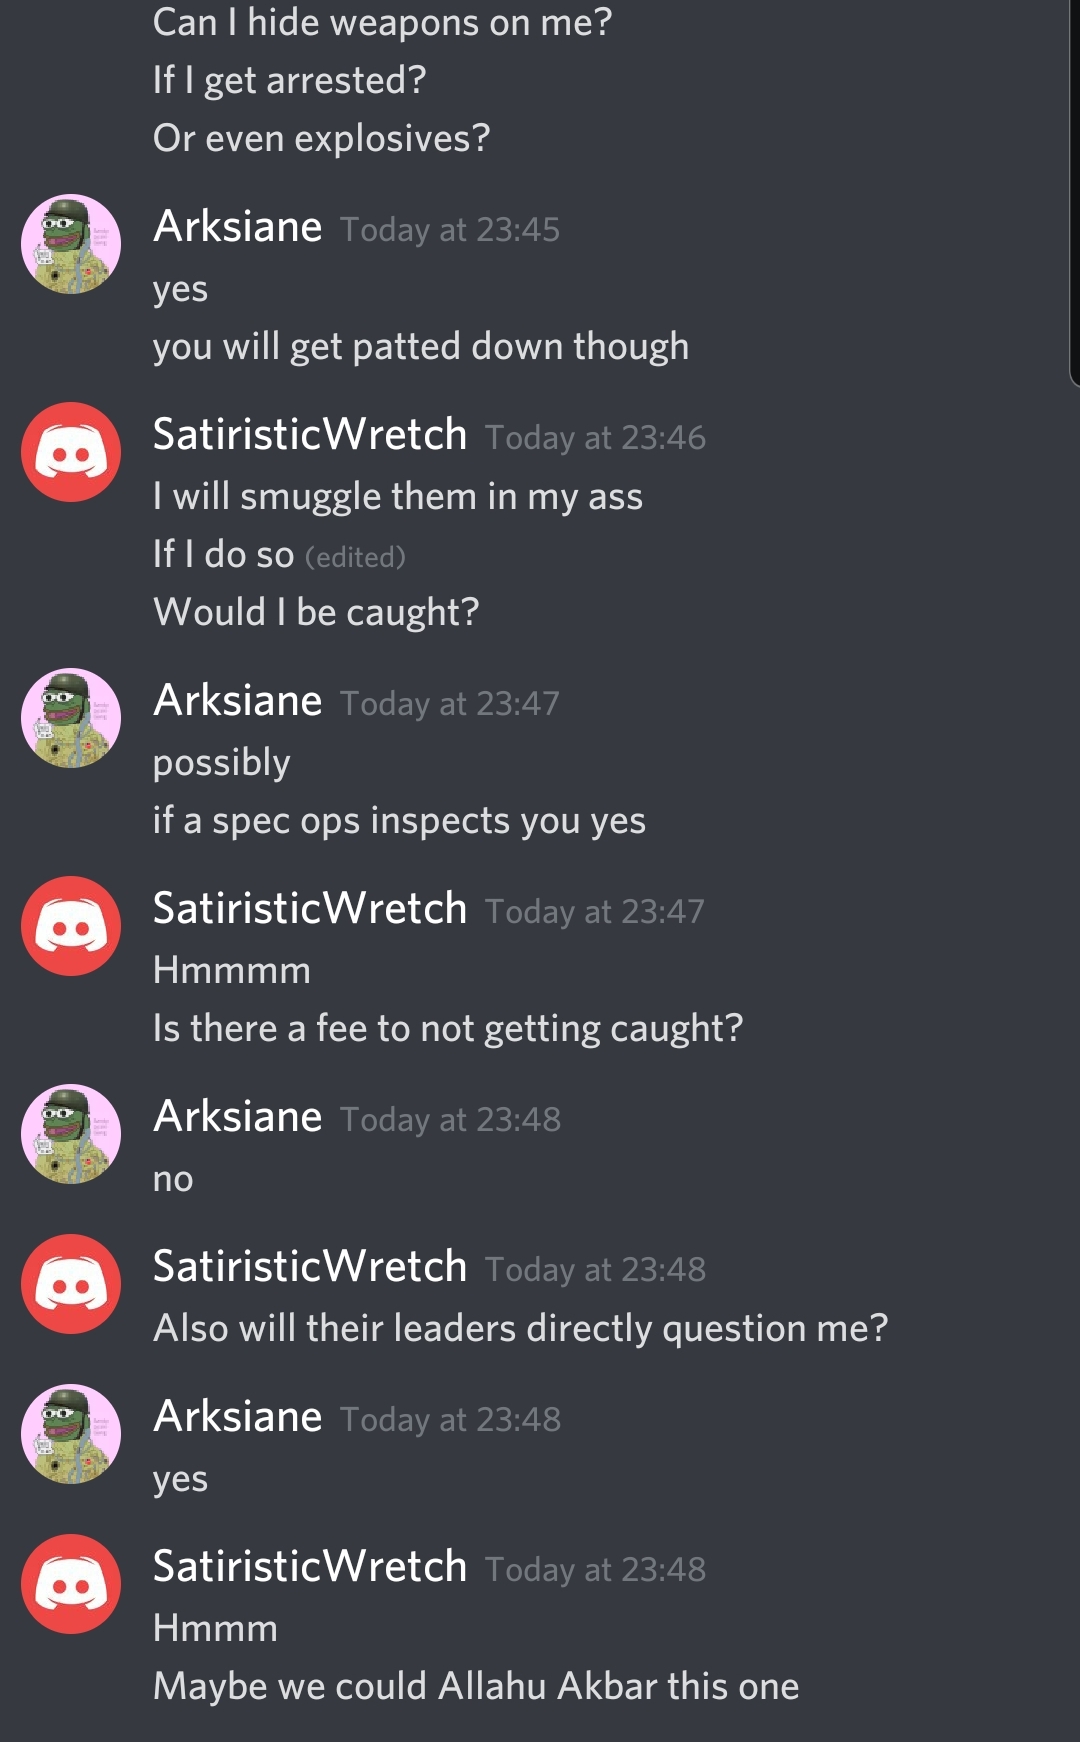 Can I hide weapons on me?
If I get arrested?
Or even explosives?
Arksiane Today at 23:45
yes
you will get patted down though
SatiristicWretch Today at 23:46
I will smuggle them in my ass
If I do so (edited)
Would I be caught?
Arksiane Today at 23:47
possibly
if a spec ops inspects you yes
SatiristicWretch Today at 23:47
Hmmmm
Is there a fee to not getting caught?
Arksiane Today at 23:48
no
SatiristicWretch Today at 23:48
Also will their leaders directly question me?
Arksiane Today at 23:48
yes
SatiristicWretch Today at 23:48
Hmmm
Maybe we could Allahu Akbar this one